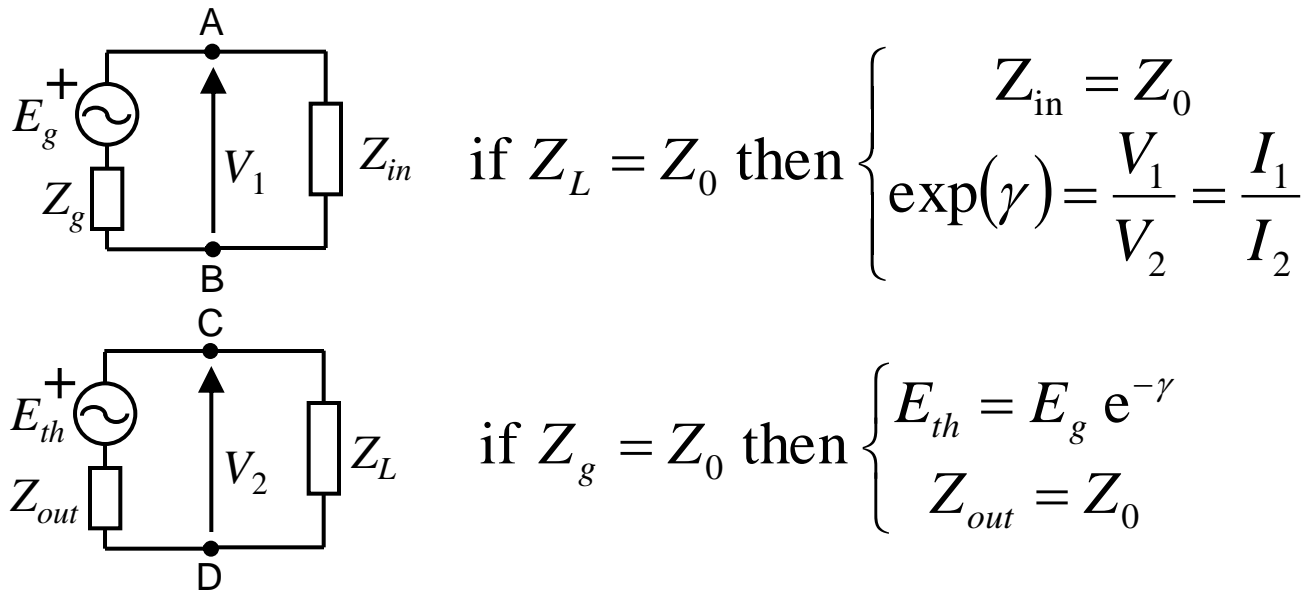 A
+
E_g
Z_g
V_1
Z_in
B
if Z_L = Z_0 then { Z_in = Z_0
exp(γ) = V_1/V_2 = I_1/I_2
C
+
E_th
Z_out
V_2
Z_L
D
if Z_g = Z_0 then { E_th = E_g e^{-γ}
Z_out = Z_0